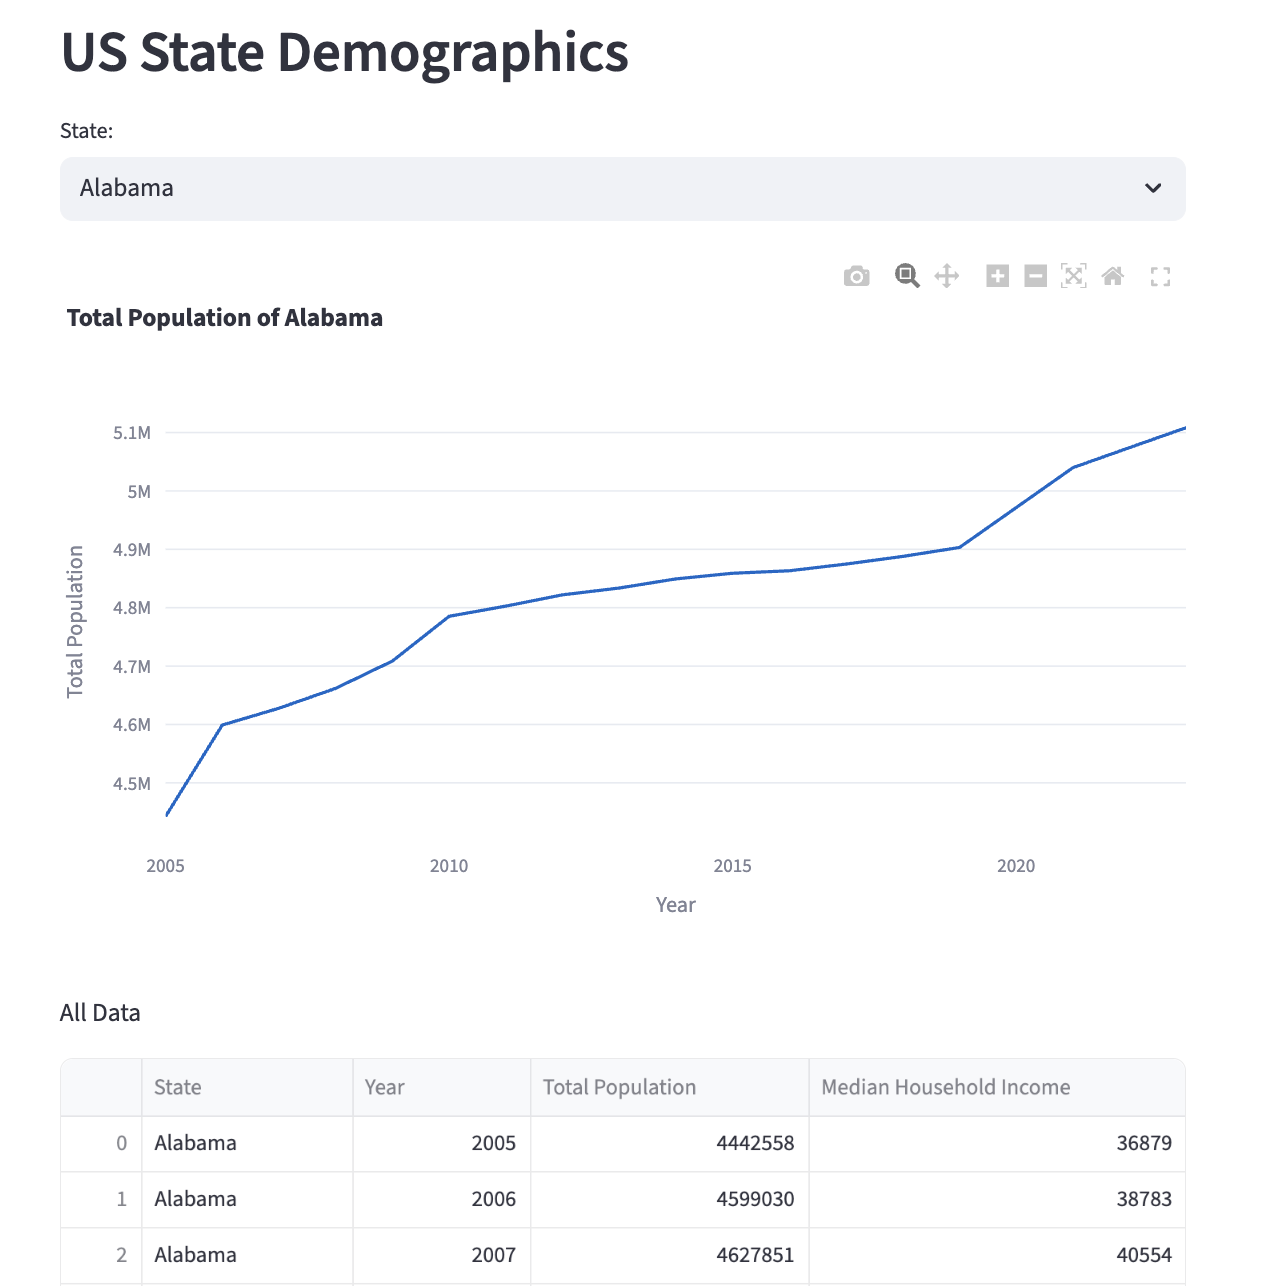 US State Demographics
State:
Alabama
Total Population of Alabama
5.1M
5M
4.9M
4.8M
4.7M
4.6M
4.5M
Total Population
2005 2010 2015 2020
Year
All Data
State Year Total Population Median Household Income
0 Alabama 2005 4442558 36879
1 Alabama 2006 4599030 38783
2 Alabama 2007 4627851 40554